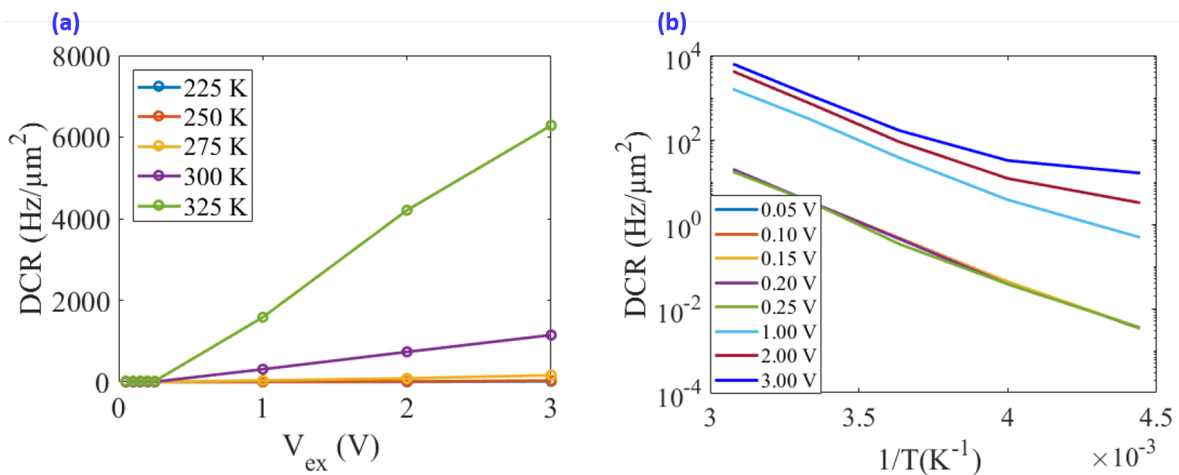 (a)
8000
6000
4000
2000
0
DCR (Hz/μm²)
225 K
250 K
275 K
300 K
325 K
0
1
2
3
V_ex (V)
(b)
10⁴
10²
10⁰
10⁻²
10⁻⁴
DCR (Hz/μm²)
0.05 V
0.10 V
0.15 V
0.20 V
0.25 V
1.00 V
2.00 V
3.00 V
3
3.5
4
4.5
1/T(K⁻¹)
×10⁻³